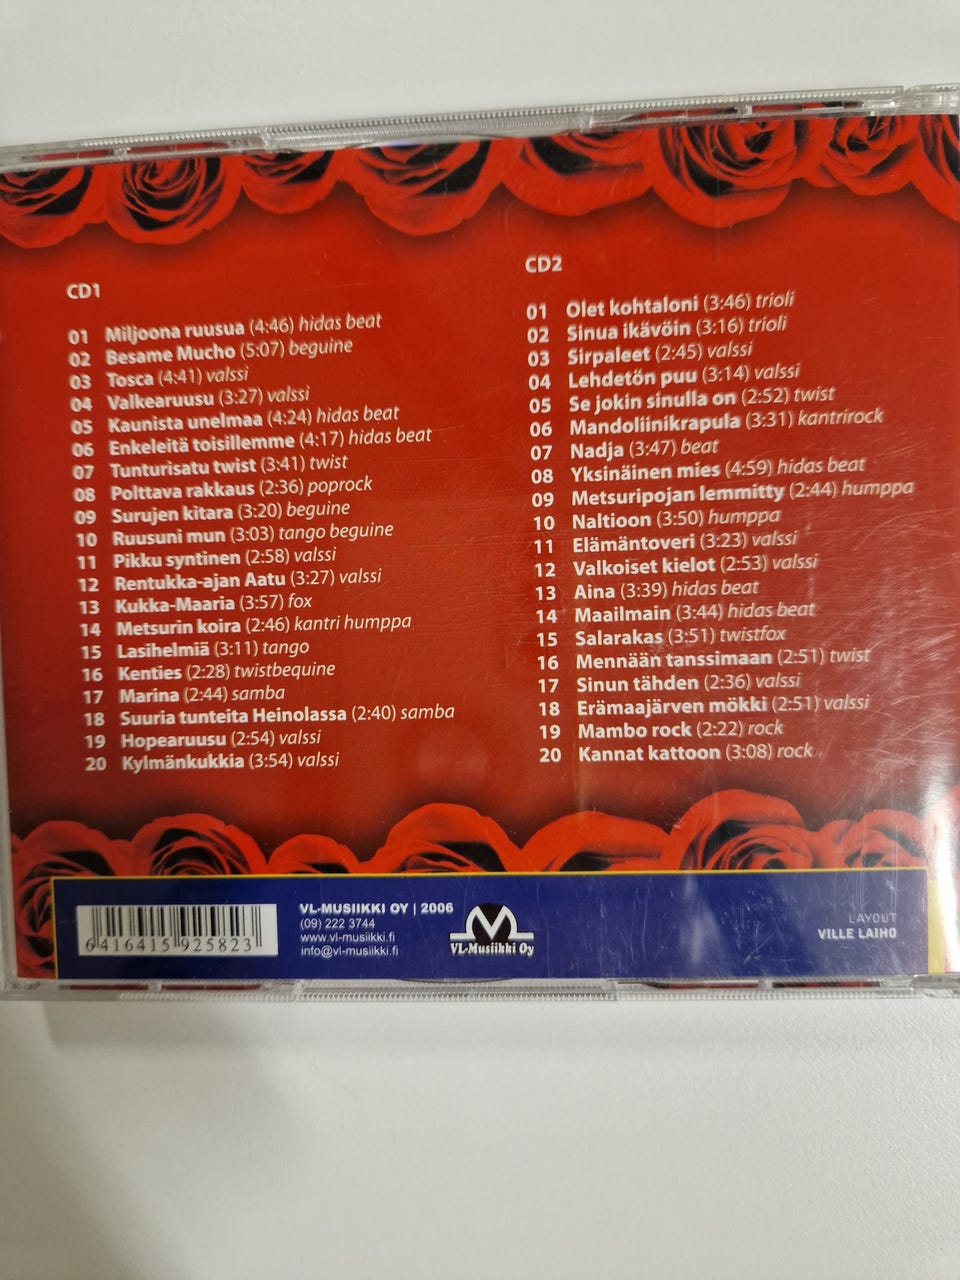 CD1
01 Miljoona ruusua (4:46) hidas beat
02 Besame Mucho (5:07) beguine
03 Tosca (4:41) valssi
04 Valkearuusu (3:27) valssi
05 Kaunista unelmaa (4:24) hidas beat
06 Enkeleitä toisillemme (4:17) hidas beat
07 Tunturisatu twist (3:41) twist
08 Polttava rakkaus (2:36) poprock
09 Surujen kitara (3:20) beguine
10 Ruusuni mun (3:03) tango beguine
11 Pikku syntinen (2:58) valssi
12 Rentukka-ajan Aatu (3:27) valssi
13 Kukka-Maaria (3:57) fox
14 Metsurin koira (2:46) kantri humppa
15 Lasihelmiä (3:11) tango
16 Kenties (2:28) twistbequine
17 Marina (2:44) samba
18 Suuria tunteita Heinolassa (2:40) samba
19 Hopearuusu (2:54) valssi
20 Kylmänkukkia (3:54) valssi
CD2
01 Olet kohtaloni (3:46) trioli
02 Sinua ikävöin (3:16) trioli
03 Sirpaleet (2:45) valssi
04 Lehdetön puu (3:14) valssi
05 Se jokin sinulla on (2:52) twist
06 Mandoliinikrapula (3:31) kantrirock
07 Nadja (3:47) beat
08 Yksinäinen mies (4:59) hidas beat
09 Metsuripojan lemmitty (2:44) humppa
10 Naltioon (3:50) humppa
11 Elämäntoveri (3:23) valssi
12 Valkoiset kielot (2:53) valssi
13 Aina (3:39) hidas beat
14 Maailmain (3:44) hidas beat
15 Salarakas (3:51) twistfox
16 Mennään tanssimaan (2:51) twist
17 Sinun tähden (2:36) valssi
18 Erämaajärven mökki (2:51) valssi
19 Mambo rock (2:22) rock
20 Kannat kattoon (3:08) rock
6 416415 925823
VL-MUSIIKKI OY | 2006
(09) 222 3744
www.vl-musiikki.fi
info@vl-musiikki.fi
VL-Musiikki Oy
LAYOUT
VILLE LAIHO